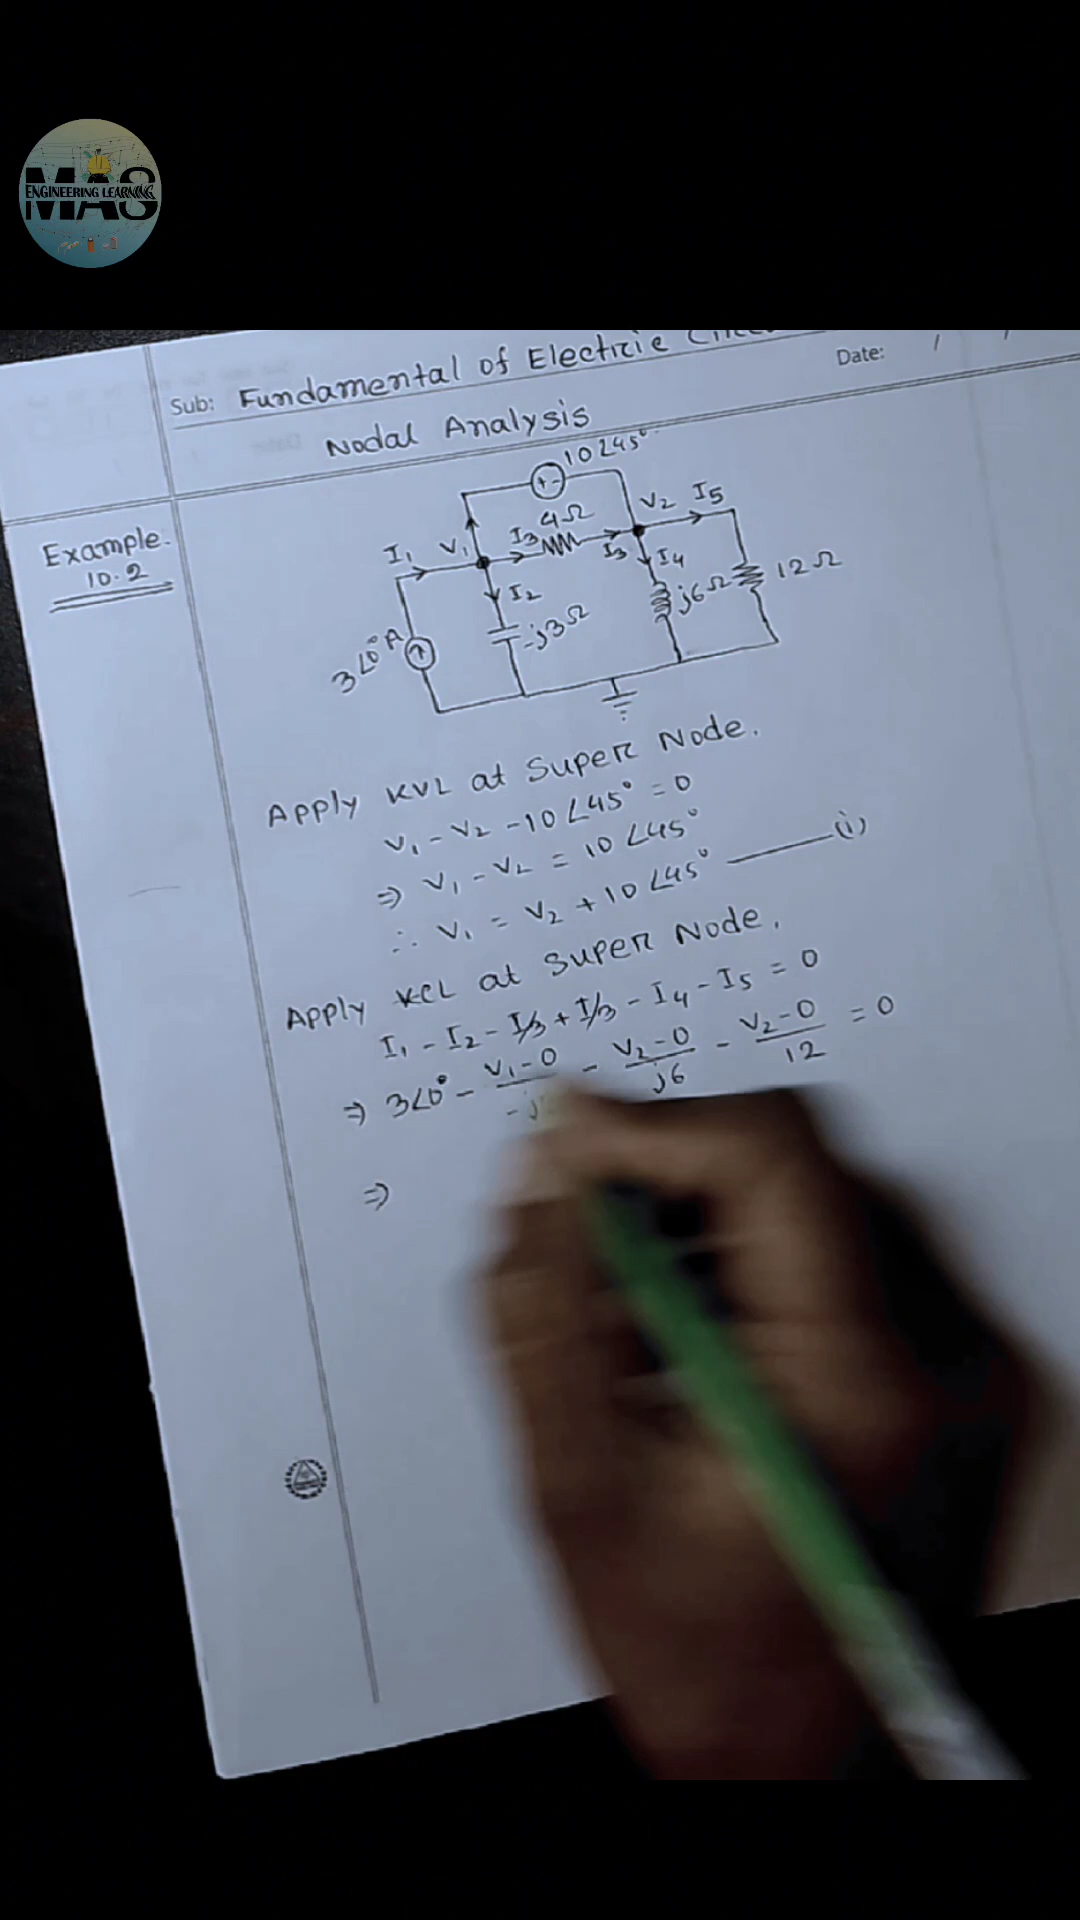 MAS
ENGINEERING LEARNING
Sub: Fundamental of Electric
Date: / /
Nodal Analysis
Example.
10.2
10∠45°
+ -
V₂
I₅
4Ω
I₃
I₁
V₁
I₃
I₄
I₂
j6Ω
12Ω
-j3Ω
3∠0°A
Apply KVL at Super Node.
V₁ - V₂ - 10∠45° = 0
⇒ V₁ - V₂ = 10∠45°
∴ V₁ = V₂ + 10∠45° ——— (i)
Apply KCL at Super Node.
I₁ - I₂ - I₃ + I₃ - I₄ - I₅ = 0
⇒ 3∠0° - (V₁-0)/(-j - (V₂-0)/j6 - (V₂-0)/12 = 0
⇒